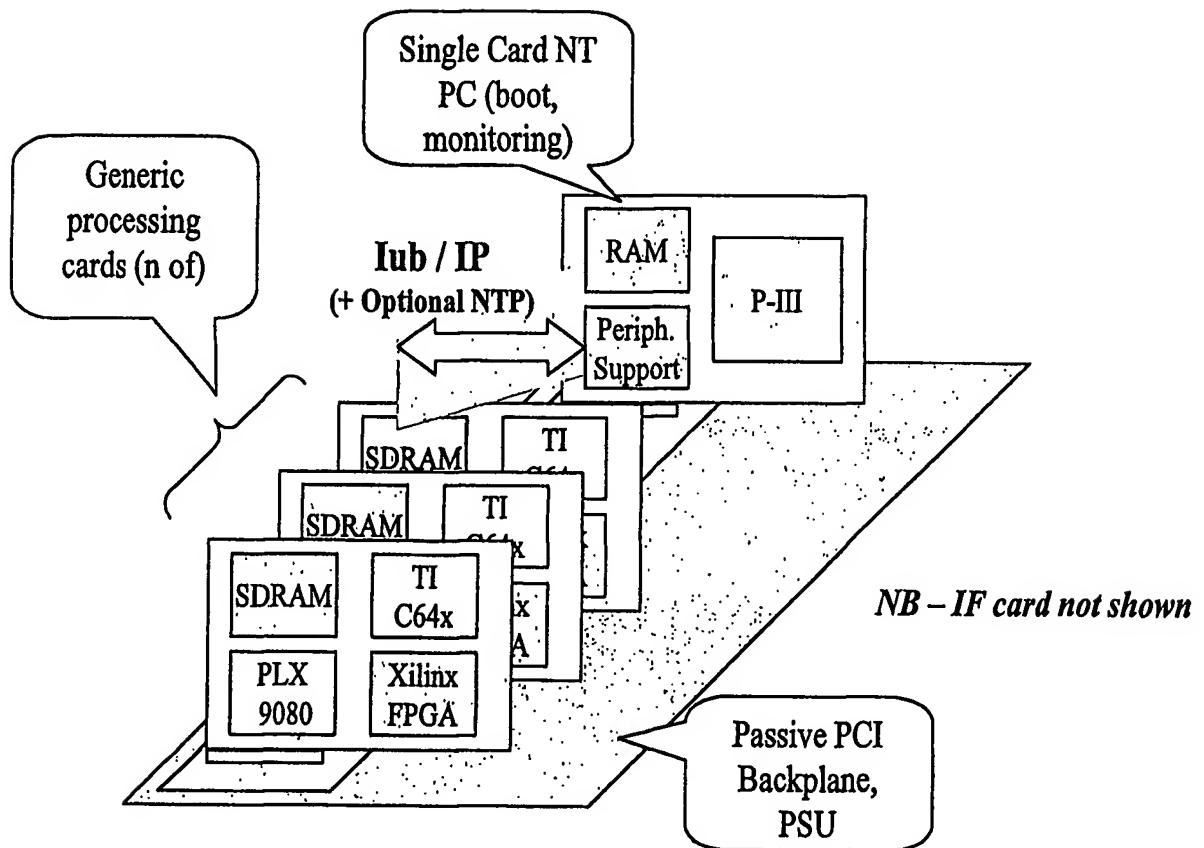 Single Card NT
PC (boot,
monitoring)
Generic
processing
cards (n of)
Iub / IP
(+ Optional NTP)
RAM
P-III
Periph.
Support
SDRAM
TI
SDRAM
TI
C64x
SDRAM
TI
C64x
PLX
9080
Xilinx
FPGA
NB – IF card not shown
Passive PCI
Backplane,
PSU